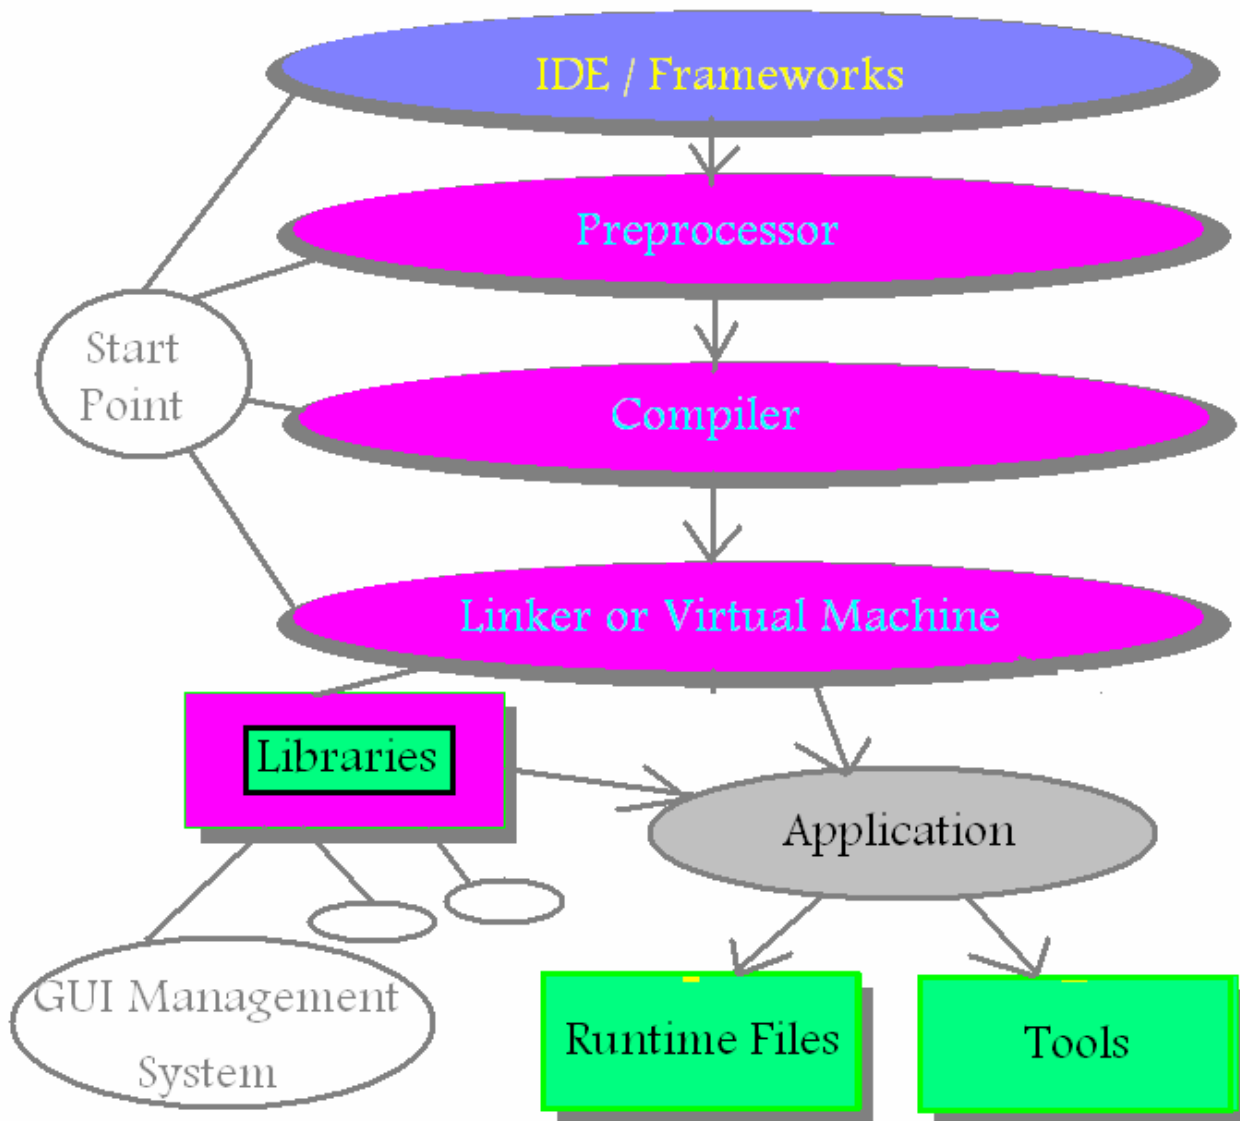 IDE / Frameworks
Preprocessor
Start
Point
Compiler
Linker or Virtual Machine
Libraries
Application
GUI Management
System
Runtime Files
Tools